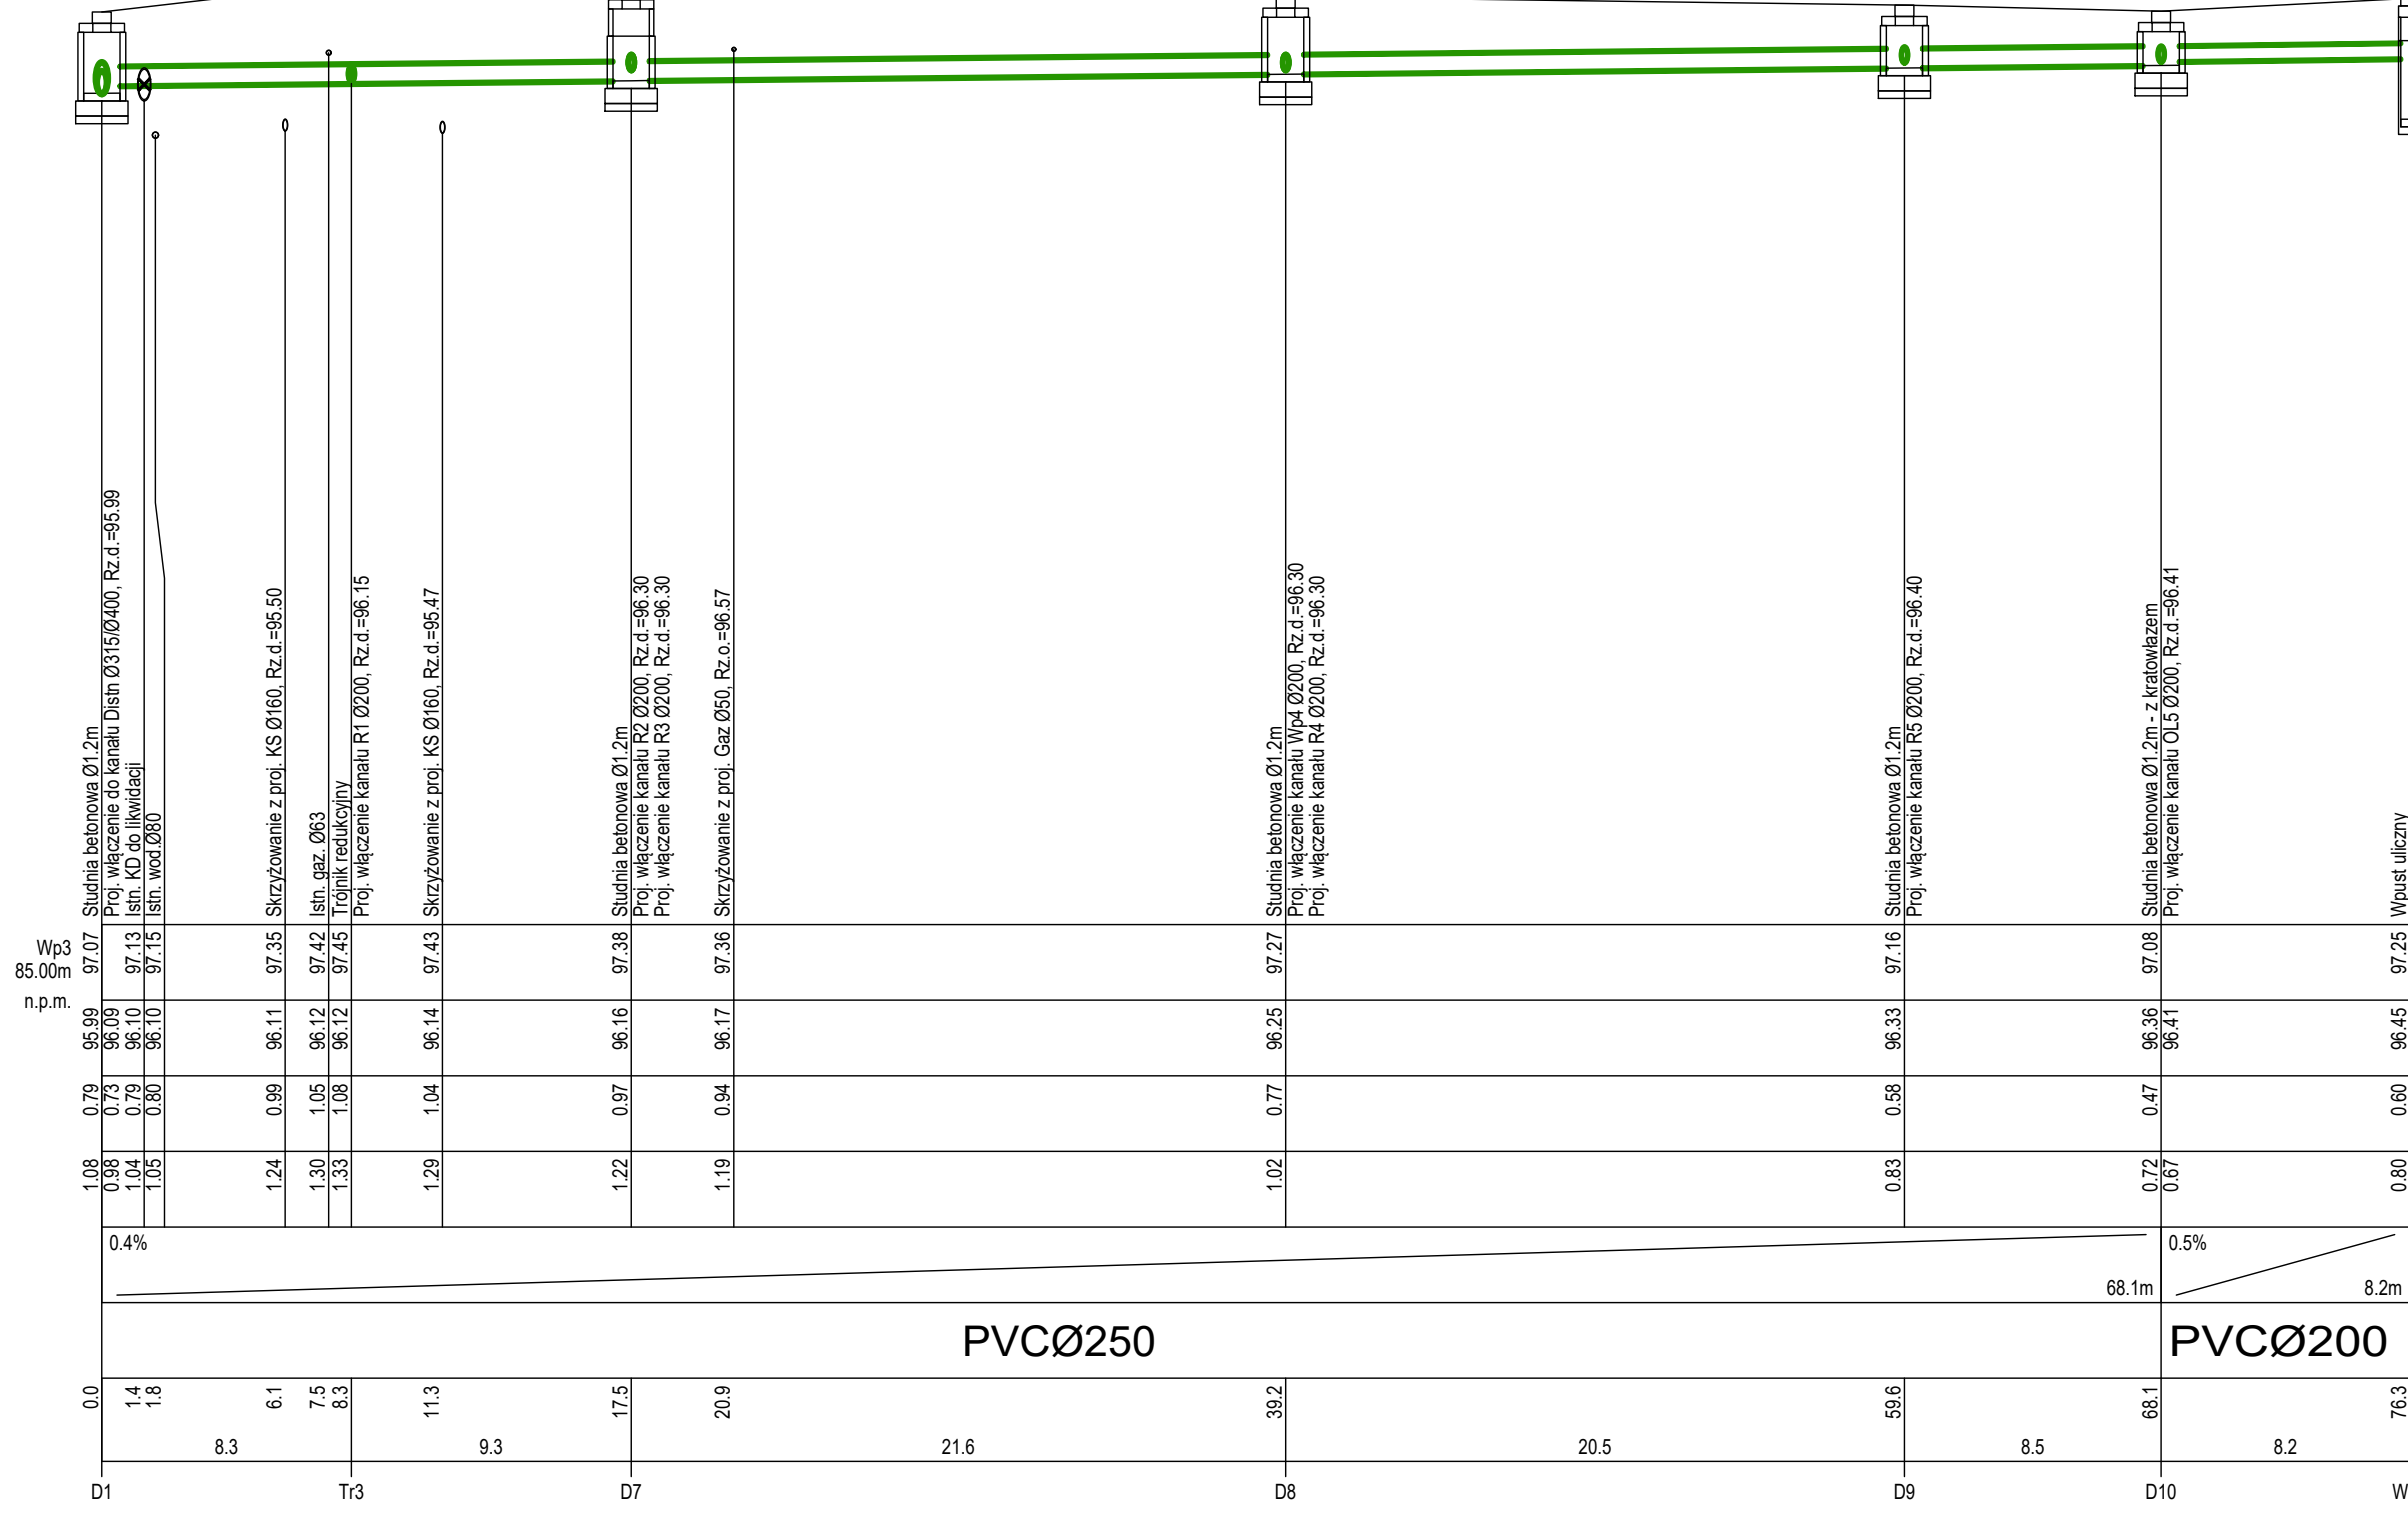 Studnia betonowa Ø1.2m
Proj. włączenie do kanału Distn Ø315/Ø400, Rz.d.=95.99
Istn. KD do likwidacji
Istn. wod.Ø80
Skrzyżowanie z proj. KS Ø160, Rz.d.=95.50
Istn. gaz. Ø63
Trójnik redukcyjny
Proj. włączenie kanału R1 Ø200, Rz.d.=96.15
Skrzyżowanie z proj. KS Ø160, Rz.d.=95.47
Studnia betonowa Ø1.2m
Proj. włączenie kanału R2 Ø200, Rz.d.=96.30
Proj. włączenie kanału R3 Ø200, Rz.d.=96.30
Skrzyżowanie z proj. Gaz Ø50, Rz.o.=96.57
Studnia betonowa Ø1.2m
Proj. włączenie kanału Wp4 Ø200, Rz.d.=96.30
Proj. włączenie kanału R4 Ø200, Rz.d.=96.30
Studnia betonowa Ø1.2m
Proj. włączenie kanału R5 Ø200, Rz.d.=96.40
Studnia betonowa Ø1.2m - z kratowłazem
Proj. włączenie kanału OL5 Ø200, Rz.d.=96.41
Wpust uliczny
Wp3
85.00m
n.p.m.
97.07 97.13 97.15 97.35 97.42 97.45 97.43 97.38 97.36 97.27 97.16 97.08 97.25
95.99 96.09 96.10 96.10 96.11 96.12 96.12 96.14 96.16 96.17 96.25 96.33 96.36 96.41 96.45
0.79 0.73 0.79 0.80 0.99 1.05 1.08 1.04 0.97 0.94 0.77 0.58 0.47 0.60
1.08 0.98 1.04 1.05 1.24 1.30 1.33 1.29 1.22 1.19 1.02 0.83 0.72 0.67 0.80
0.4% 0.5%
68.1m 8.2m
PVCØ250 PVCØ200
0.0 1.4 1.8 6.1 7.5 8.3 11.3 17.5 20.9 39.2 59.6 68.1 76.3
8.3 9.3 21.6 20.5 8.5 8.2
D1 Tr3 D7 D8 D9 D10 W